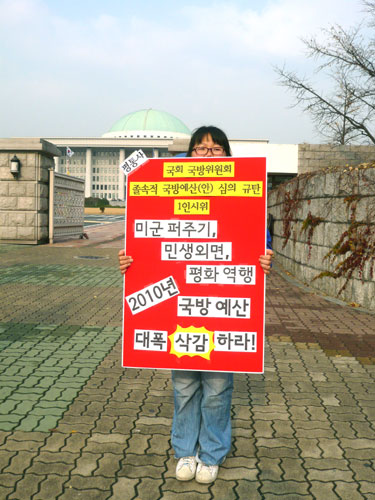 평통사
국회 국방위원회
졸속적 국방예산(안) 심의 규탄
1인시위
미군 퍼주기,
민생외면,
평화 역행
2010년
국방 예산
대폭 삭감 하라!